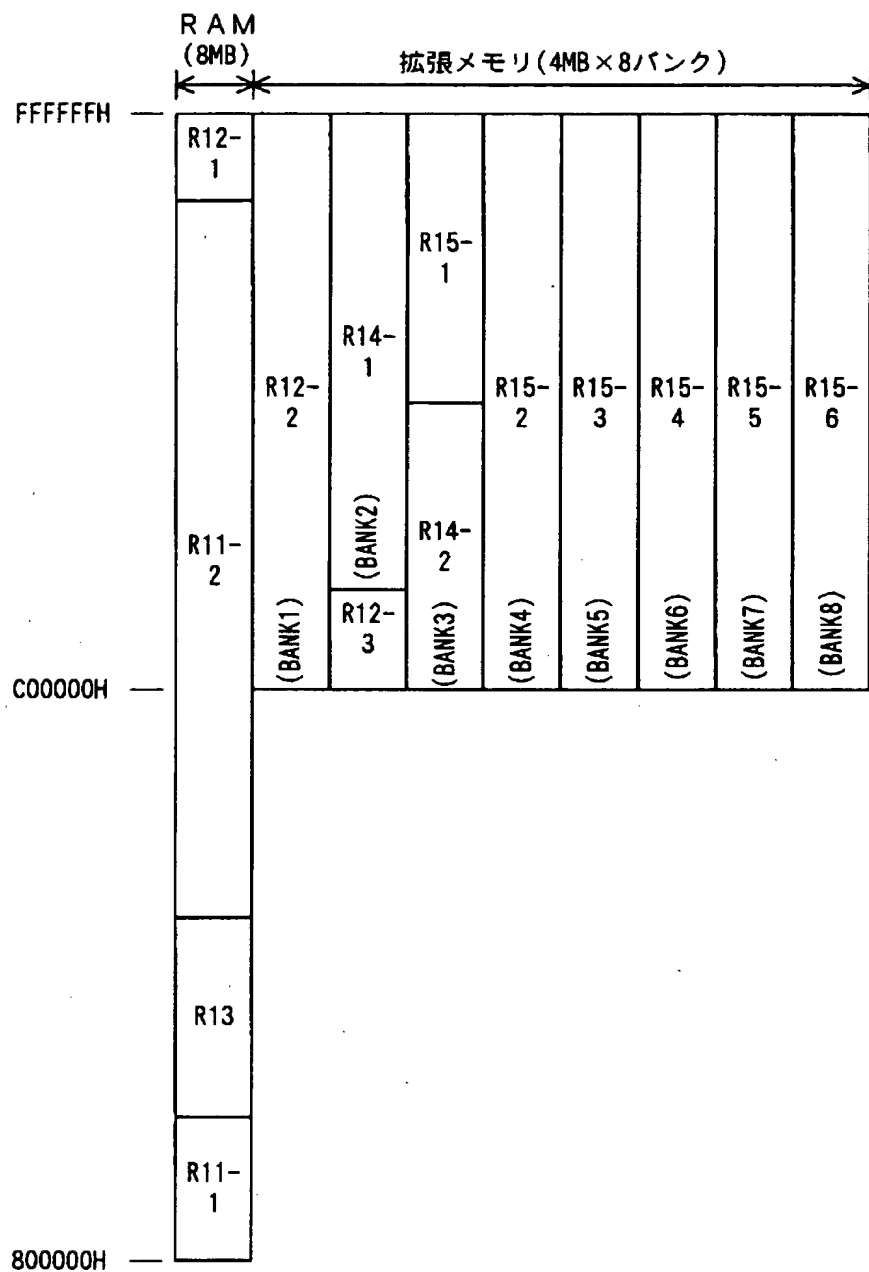 RAM
(8MB)
拡張メモリ(4MB×8バンク)
FFFFFFH
R12-
1
R15-
1
R14-
1
R12-
2
R15-
2
R15-
3
R15-
4
R15-
5
R15-
6
R11-
2
(BANK2)
R14-
2
R12-
3
(BANK1)
(BANK3)
(BANK4)
(BANK5)
(BANK6)
(BANK7)
(BANK8)
C00000H
R13
R11-
1
800000H